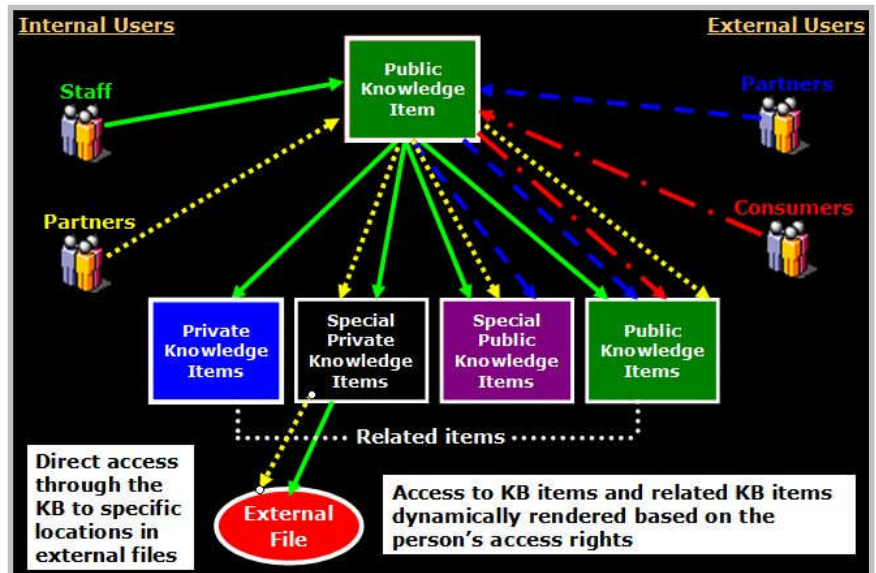 Internal Users
External Users
Public
Knowledge
Item
Staff
Partners
Partners
Consumers
Private
Knowledge
Items
Special
Private
Knowledge
Items
Special
Public
Knowledge
Items
Public
Knowledge
Items
Related items
Direct access
through the
KB to specific
locations in
external files
External
File
Access to KB items and related KB items
dynamically rendered based on the
person's access rights